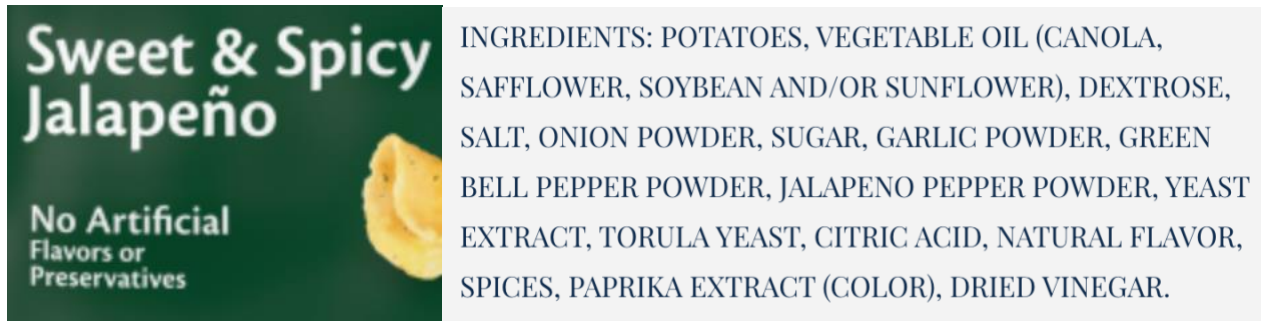 Sweet & Spicy
Jalapeño
No Artificial
Flavors or
Preservatives
INGREDIENTS: POTATOES, VEGETABLE OIL (CANOLA,
SAFFLOWER, SOYBEAN AND/OR SUNFLOWER), DEXTROSE,
SALT, ONION POWDER, SUGAR, GARLIC POWDER, GREEN
BELL PEPPER POWDER, JALAPENO PEPPER POWDER, YEAST
EXTRACT, TORULA YEAST, CITRIC ACID, NATURAL FLAVOR,
SPICES, PAPRIKA EXTRACT (COLOR), DRIED VINEGAR.